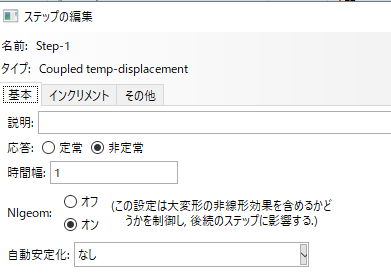 ステップの編集
名前: Step-1
タイプ: Coupled temp-displacement
基本 インクリメント その他
説明:
応答: 定常 非定常
時間幅: 1
Nlgeom: オフ (この設定は大変形の非線形効果を含めるかど
オン うかを制御し, 後続のステップに影響する.)
自動安定化: なし